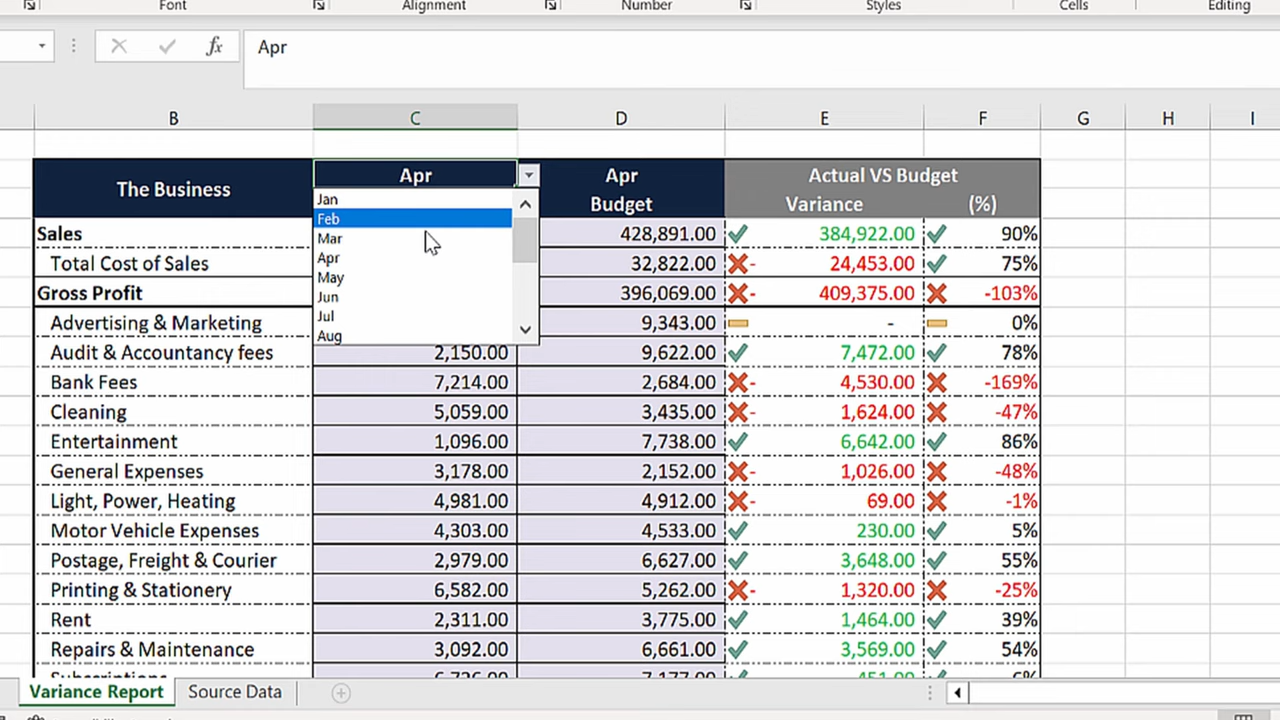 Font Alignment Number Styles Cells Editing
fx Apr
B C D E F G H I
The Business Apr Apr Actual VS Budget
Budget Variance (%)
Jan
Feb
Mar
Apr
May
Jun
Jul
Aug
Sales 428,891.00 384,922.00 90%
Total Cost of Sales 32,822.00 - 24,453.00 75%
Gross Profit 396,069.00 - 409,375.00 -103%
Advertising & Marketing 9,343.00 - 0%
Audit & Accountancy fees 2,150.00 9,622.00 7,472.00 78%
Bank Fees 7,214.00 2,684.00 - 4,530.00 -169%
Cleaning 5,059.00 3,435.00 - 1,624.00 -47%
Entertainment 1,096.00 7,738.00 6,642.00 86%
General Expenses 3,178.00 2,152.00 - 1,026.00 -48%
Light, Power, Heating 4,981.00 4,912.00 - 69.00 -1%
Motor Vehicle Expenses 4,303.00 4,533.00 230.00 5%
Postage, Freight & Courier 2,979.00 6,627.00 3,648.00 55%
Printing & Stationery 6,582.00 5,262.00 - 1,320.00 -25%
Rent 2,311.00 3,775.00 1,464.00 39%
Repairs & Maintenance 3,092.00 6,661.00 3,569.00 54%
Variance Report Source Data